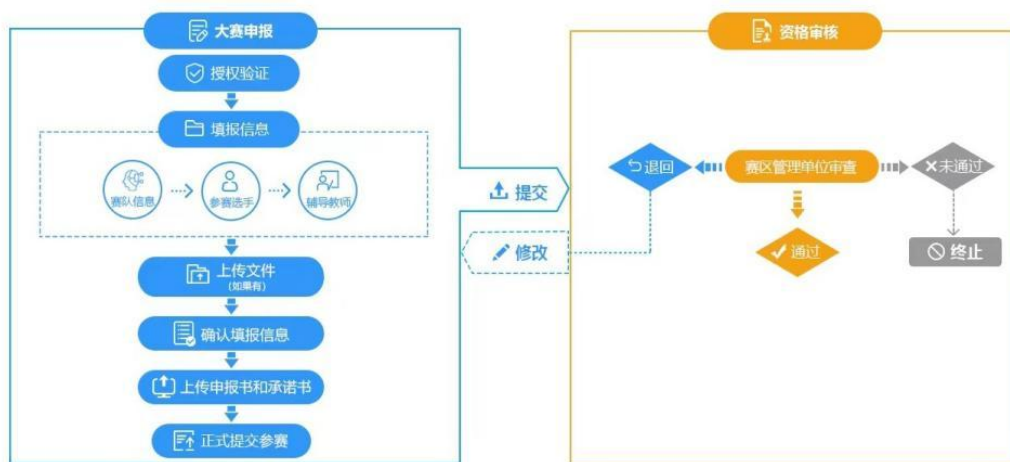 大赛申报
授权验证
填报信息
赛队信息
参赛选手
辅导教师
上传文件
(如果有)
确认填报信息
上传申报书和承诺书
正式提交参赛
提交
修改
资格审核
退回
赛区管理单位审查
未通过
通过
终止